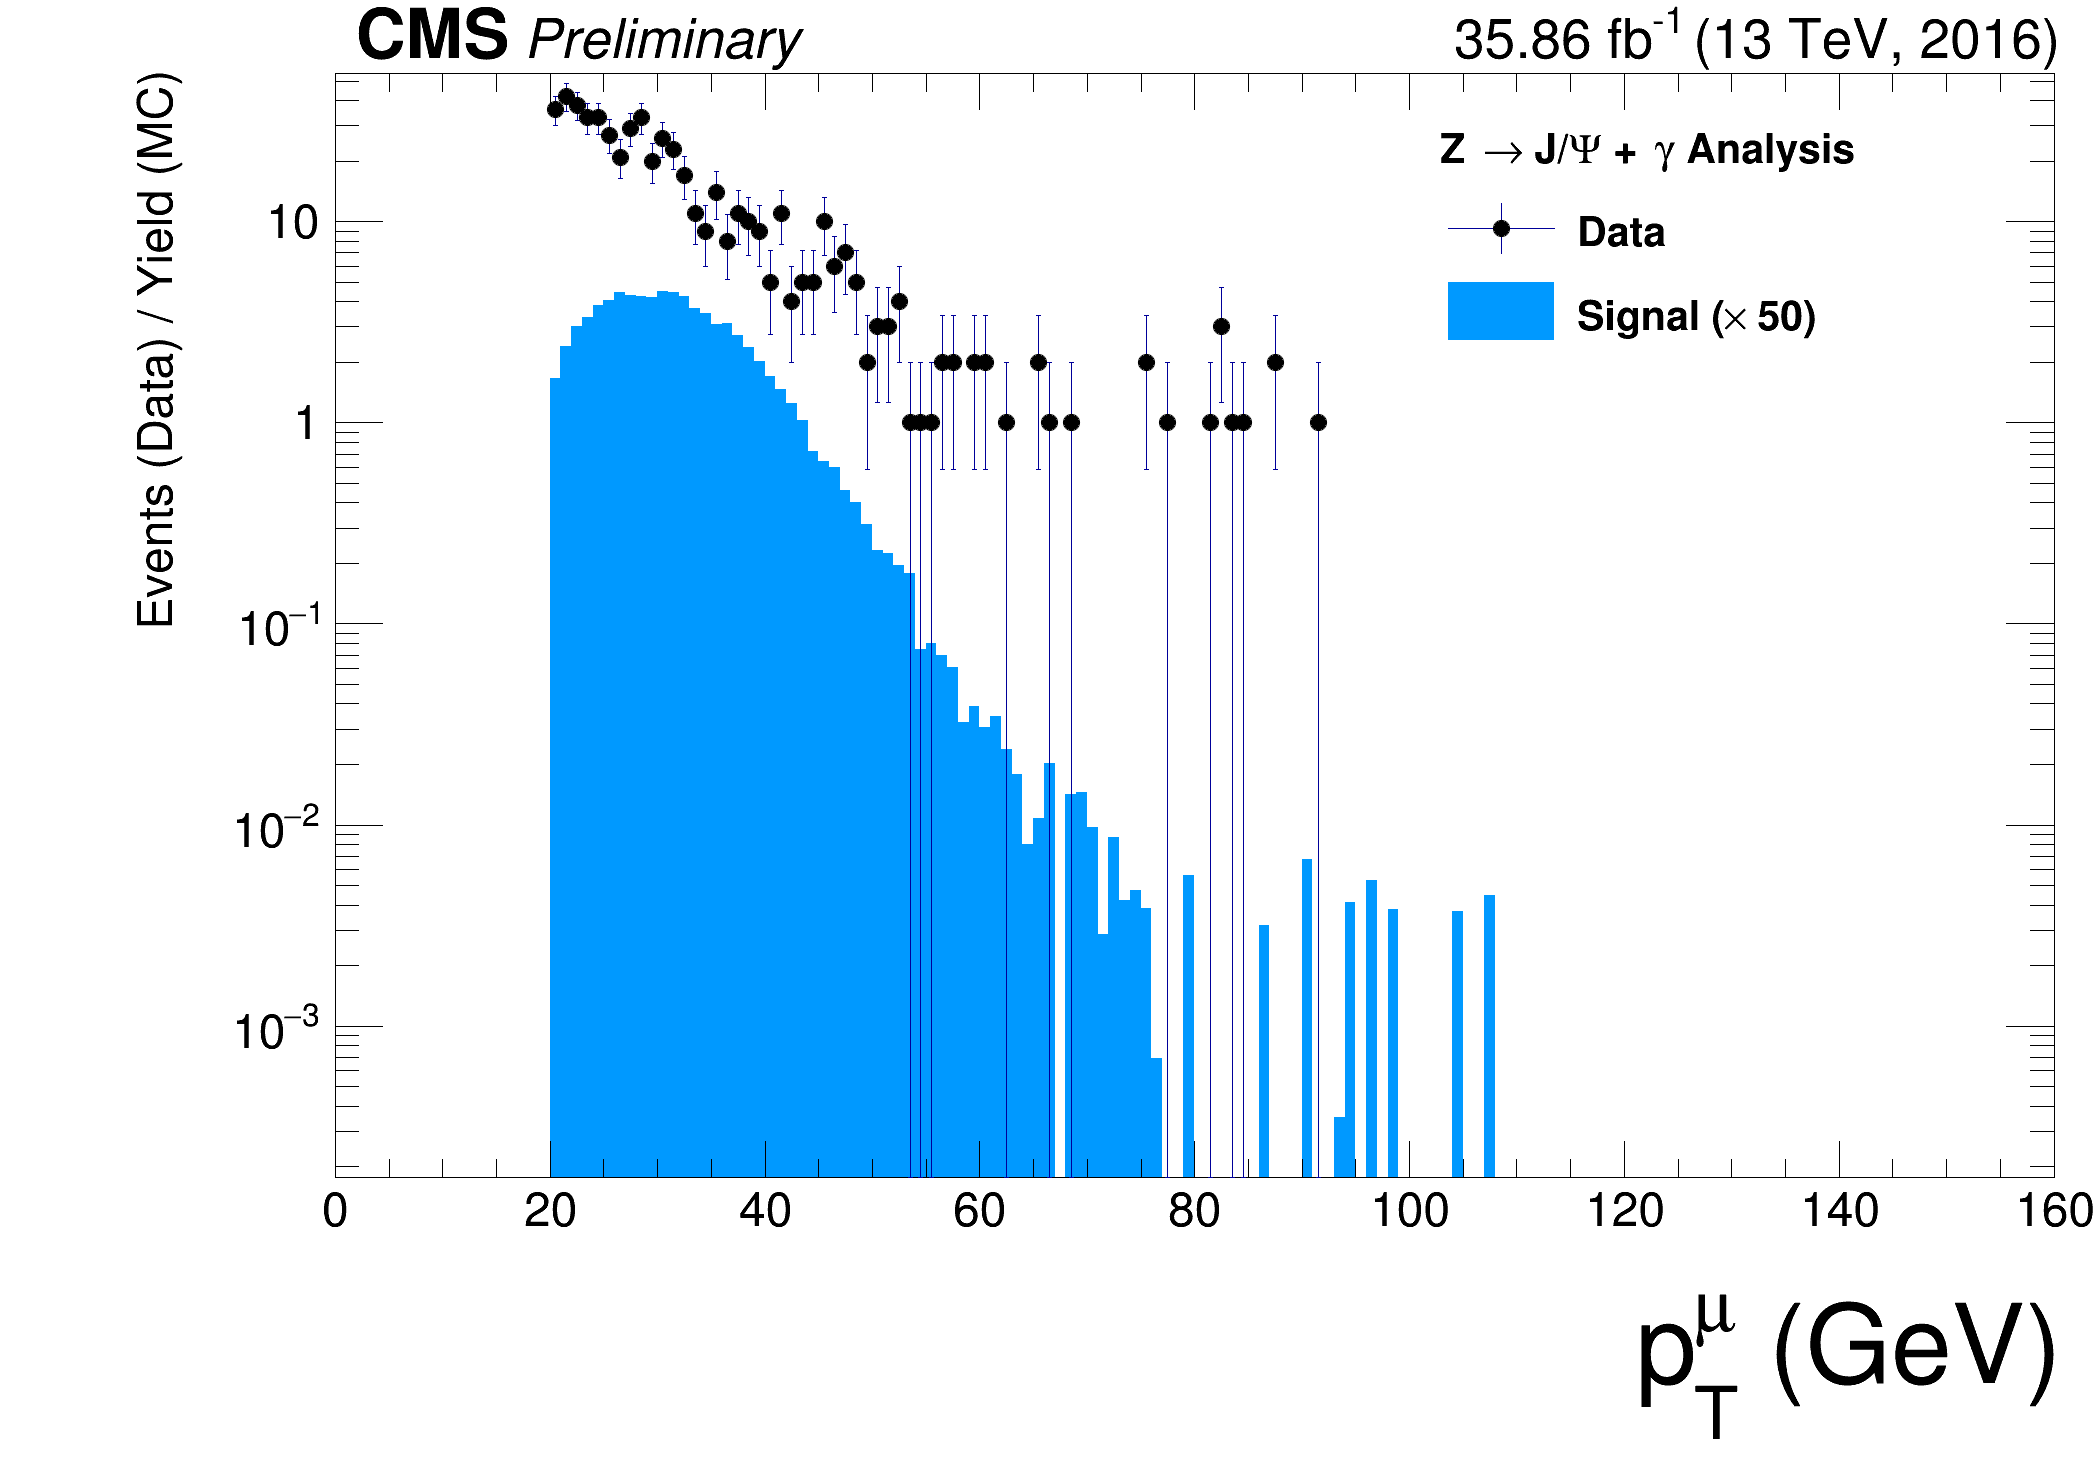 CMS Preliminary 35.86 fb⁻¹ (13 TeV, 2016)
Events (Data) / Yield (MC)
Z → J/Ψ + γ Analysis
Data
Signal (× 50)
10
1
10⁻¹
10⁻²
10⁻³
0 20 40 60 80 100 120 140 160
p_T^μ (GeV)